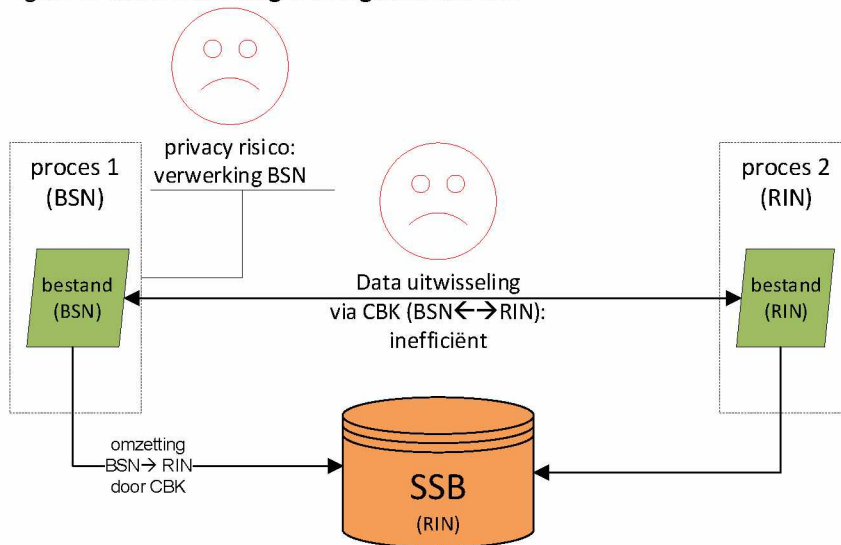 privacy risico:
verwerking BSN
proces 1
(BSN)
proces 2
(RIN)
bestand
(BSN)
Data uitwisseling
via CBK (BSN←→RIN):
inefficiënt
bestand
(RIN)
omzetting
BSN→ RIN
door CBK
SSB
(RIN)